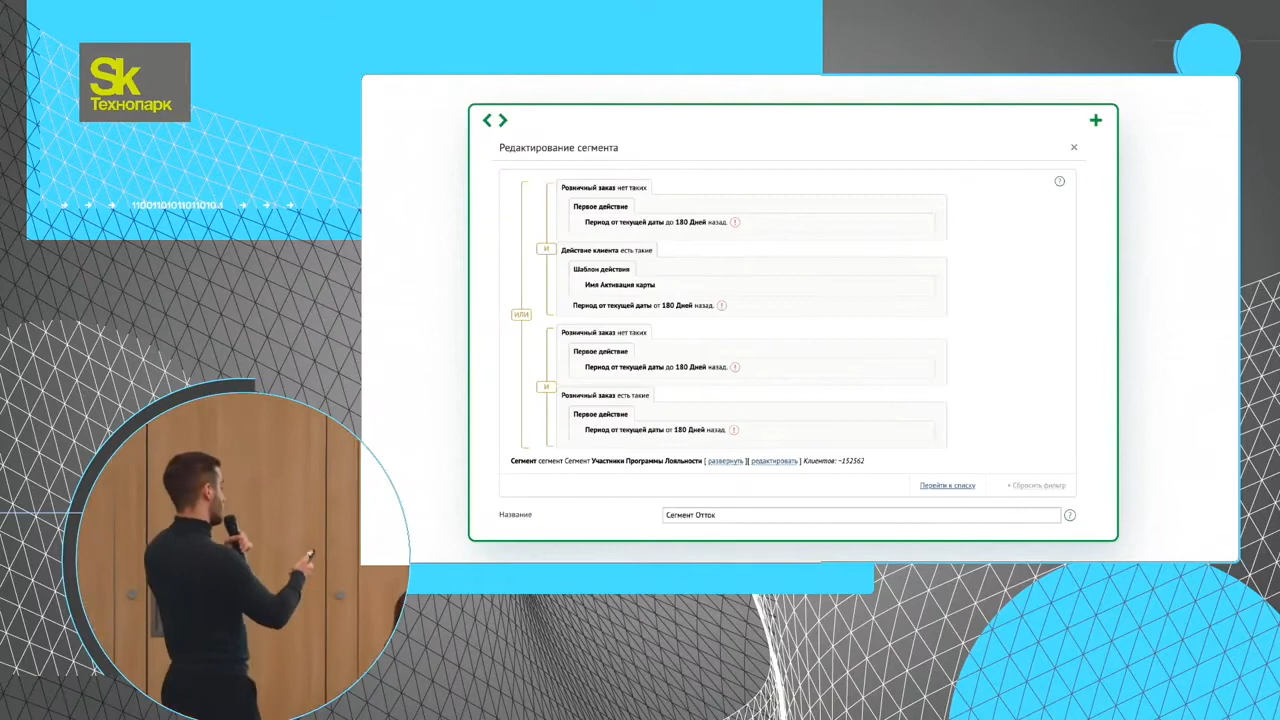 Sk
Технопарк
110011010110110101
Редактирование сегмента
Розничный заказ нет таких
Первое действие
Период от текущей даты до 180 Дней назад.
И
Действие клиента есть такие
Шаблон действия
Имя Активация карты
Период от текущей даты от 180 Дней назад.
ИЛИ
Розничный заказ нет таких
Первое действие
Период от текущей даты до 180 Дней назад.
И
Розничный заказ есть такие
Первое действие
Период от текущей даты от 180 Дней назад.
Сегмент сегмент Сегмент Участники Программы Лояльности [ развернуть ][ редактировать ] Клиентов: ~152562
Перейти к списку
× Сбросить фильтр
Название
Сегмент Отток